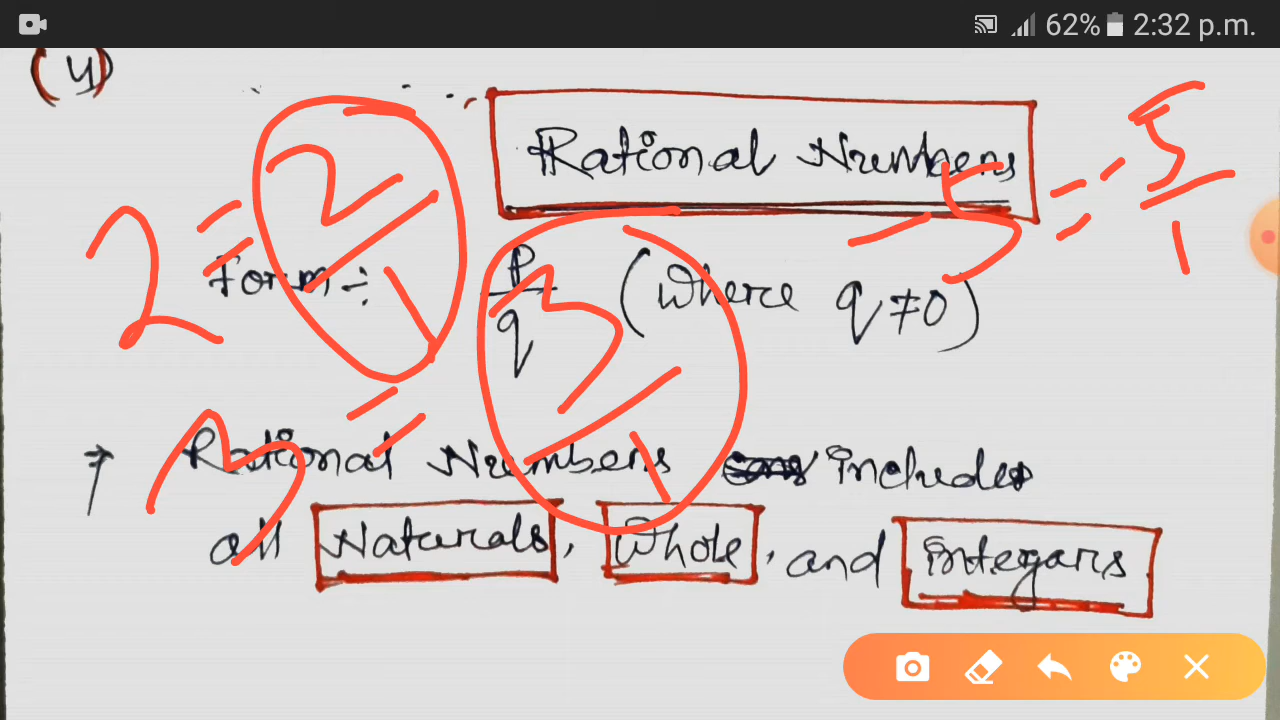 62% 2:32 p.m.
(4)
Rational Numbers
2 = 2/1
-5 = -5/1
Form ÷ p/q (where q ≠ 0)
3 = 3/1
→ Rational Numbers includes
all Naturals, Whole, and integars